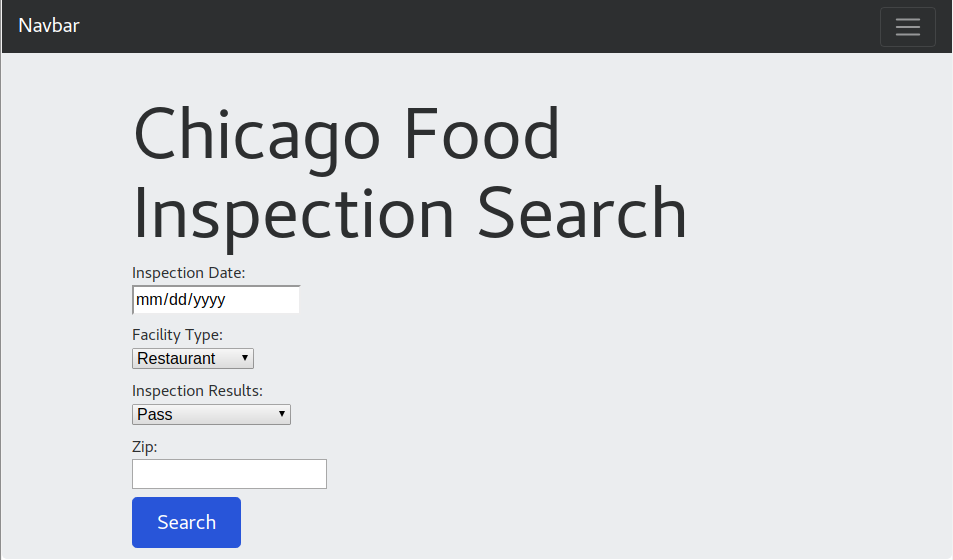 Navbar
Chicago Food
Inspection Search
Inspection Date:
mm/dd/yyyy
Facility Type:
Restaurant
Inspection Results:
Pass
Zip:
Search